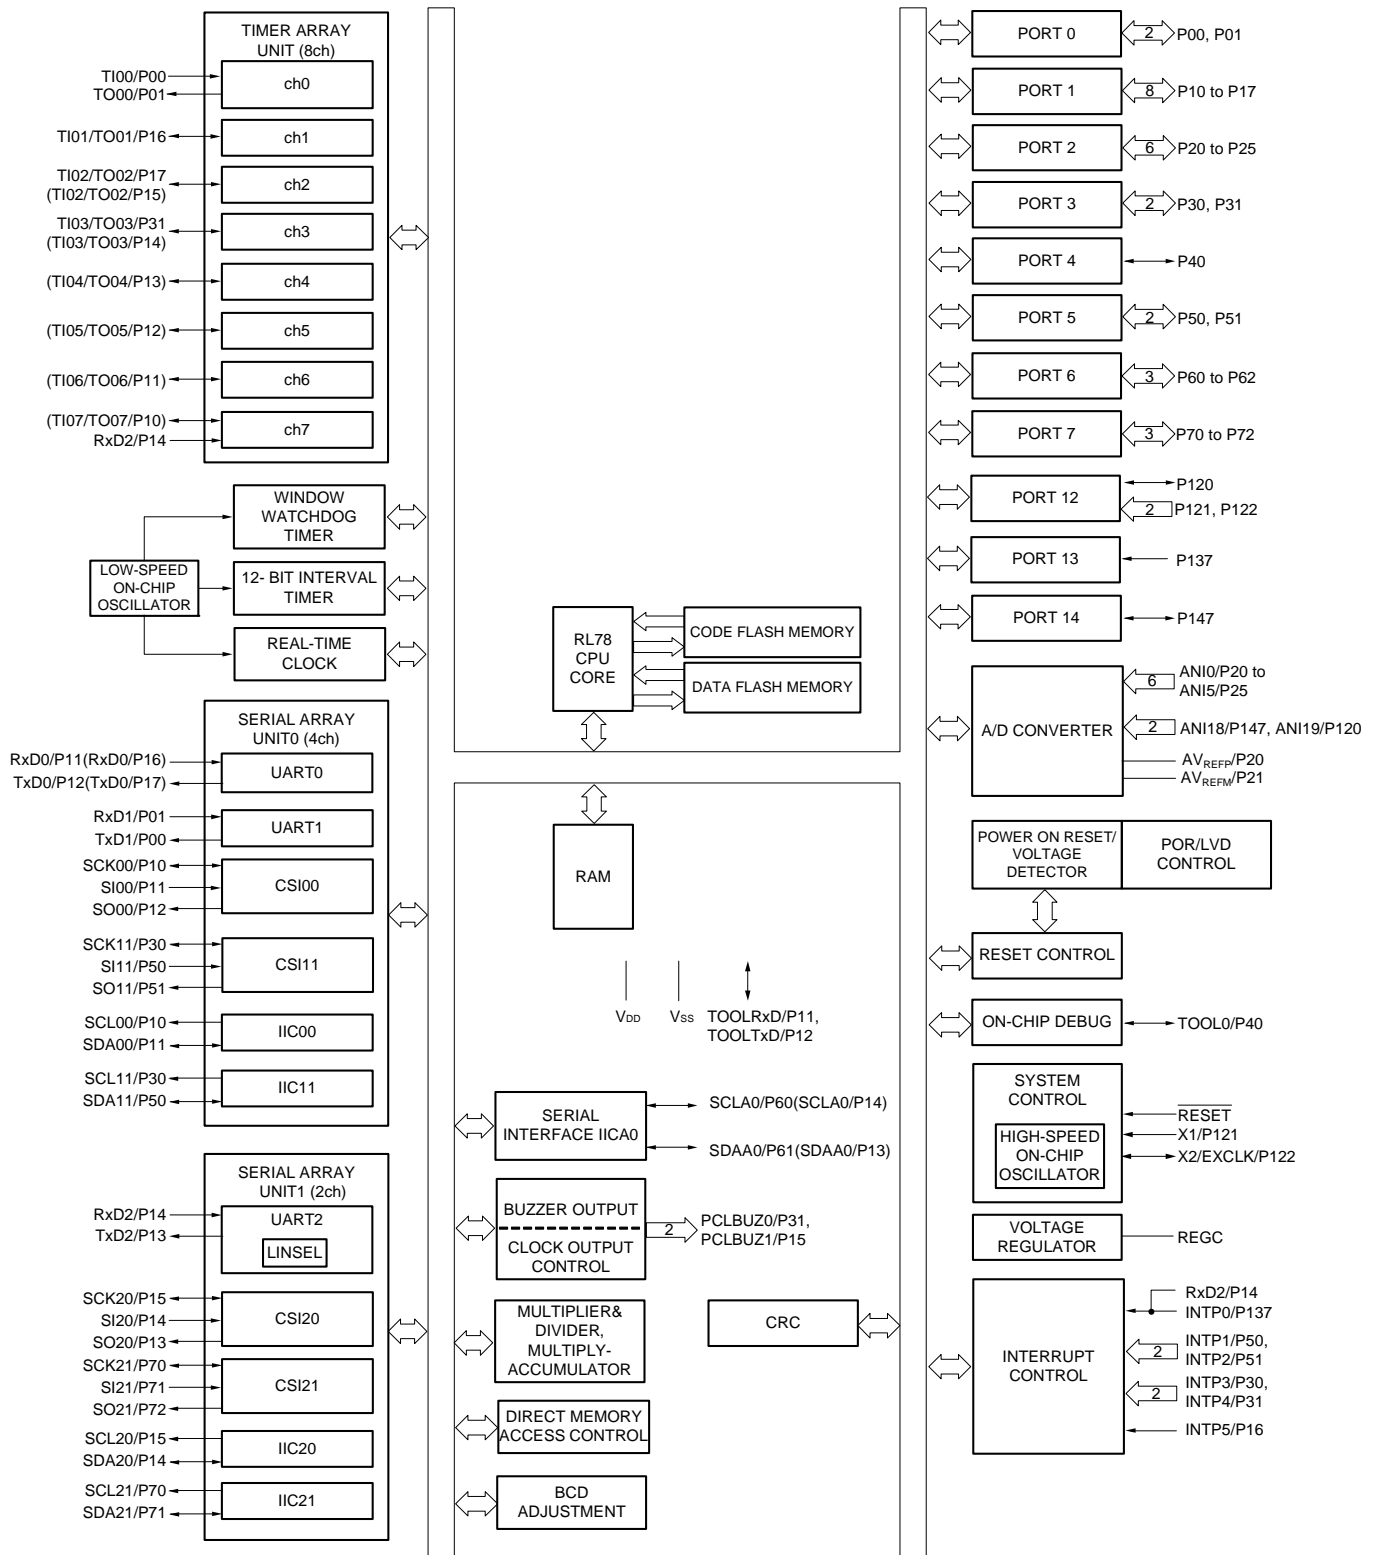 TIMER ARRAY
UNIT (8ch)
TI00/P00
TO00/P01
ch0
TI01/TO01/P16
ch1
TI02/TO02/P17
(TI02/TO02/P15)
ch2
TI03/TO03/P31
(TI03/TO03/P14)
ch3
(TI04/TO04/P13)
ch4
(TI05/TO05/P12)
ch5
(TI06/TO06/P11)
ch6
(TI07/TO07/P10)
RxD2/P14
ch7
WINDOW
WATCHDOG
TIMER
LOW-SPEED
ON-CHIP
OSCILLATOR
12- BIT INTERVAL
TIMER
REAL-TIME
CLOCK
SERIAL ARRAY
UNIT0 (4ch)
RxD0/P11(RxD0/P16)
TxD0/P12(TxD0/P17)
UART0
RxD1/P01
TxD1/P00
UART1
SCK00/P10
SI00/P11
SO00/P12
CSI00
SCK11/P30
SI11/P50
SO11/P51
CSI11
SCL00/P10
SDA00/P11
IIC00
SCL11/P30
SDA11/P50
IIC11
SERIAL ARRAY
UNIT1 (2ch)
RxD2/P14
TxD2/P13
UART2
LINSEL
SCK20/P15
SI20/P14
SO20/P13
CSI20
SCK21/P70
SI21/P71
SO21/P72
CSI21
SCL20/P15
SDA20/P14
IIC20
SCL21/P70
SDA21/P71
IIC21
RL78
CPU
CORE
CODE FLASH MEMORY
DATA FLASH MEMORY
RAM
VDD
VSS
TOOLRxD/P11,
TOOLTxD/P12
SERIAL
INTERFACE IICA0
SCLA0/P60(SCLA0/P14)
SDAA0/P61(SDAA0/P13)
BUZZER OUTPUT
CLOCK OUTPUT
CONTROL
2
PCLBUZ0/P31,
PCLBUZ1/P15
MULTIPLIER&
DIVIDER,
MULTIPLY-
ACCUMULATOR
CRC
DIRECT MEMORY
ACCESS CONTROL
BCD
ADJUSTMENT
PORT 0
2
P00, P01
PORT 1
8
P10 to P17
PORT 2
6
P20 to P25
PORT 3
2
P30, P31
PORT 4
P40
PORT 5
2
P50, P51
PORT 6
3
P60 to P62
PORT 7
3
P70 to P72
PORT 12
P120
2
P121, P122
PORT 13
P137
PORT 14
P147
A/D CONVERTER
6
ANI0/P20 to
ANI5/P25
2
ANI18/P147, ANI19/P120
AVREFP/P20
AVREFM/P21
POWER ON RESET/
VOLTAGE
DETECTOR
POR/LVD
CONTROL
RESET CONTROL
ON-CHIP DEBUG
TOOL0/P40
SYSTEM
CONTROL
HIGH-SPEED
ON-CHIP
OSCILLATOR
RESET
X1/P121
X2/EXCLK/P122
VOLTAGE
REGULATOR
REGC
INTERRUPT
CONTROL
RxD2/P14
INTP0/P137
2
INTP1/P50,
INTP2/P51
2
INTP3/P30,
INTP4/P31
INTP5/P16